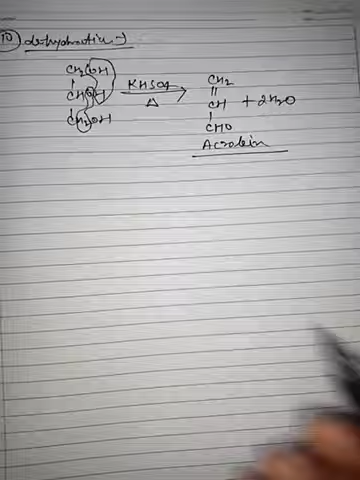 10) dehydration →
CH2OH
CHOH
CH2OH
KHSO4
Δ
CH2
||
CH + 2H2O
CHO
Acrolein